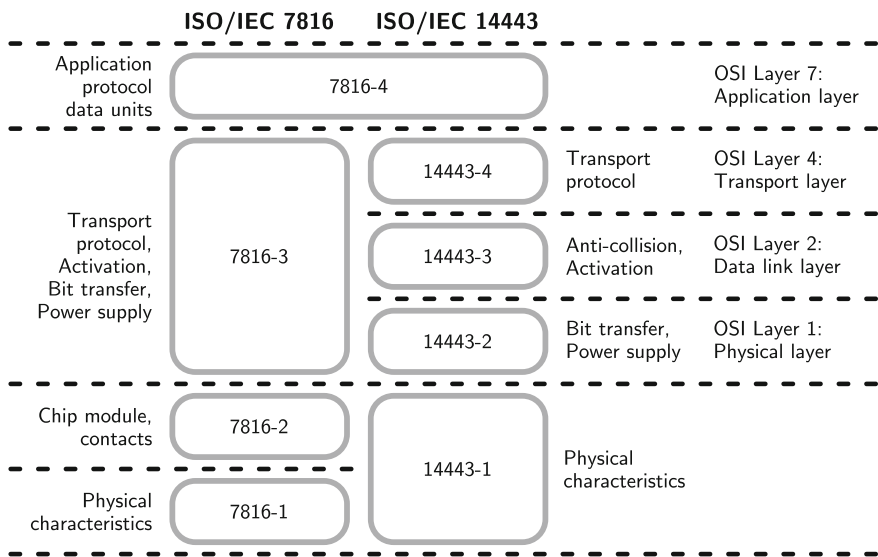 ISO/IEC 7816
ISO/IEC 14443
Application
protocol
data units
7816-4
OSI Layer 7:
Application layer
Transport
protocol,
Activation,
Bit transfer,
Power supply
7816-3
14443-4
Transport
protocol
OSI Layer 4:
Transport layer
14443-3
Anti-collision,
Activation
OSI Layer 2:
Data link layer
14443-2
Bit transfer,
Power supply
OSI Layer 1:
Physical layer
Chip module,
contacts
7816-2
14443-1
Physical
characteristics
Physical
characteristics
7816-1